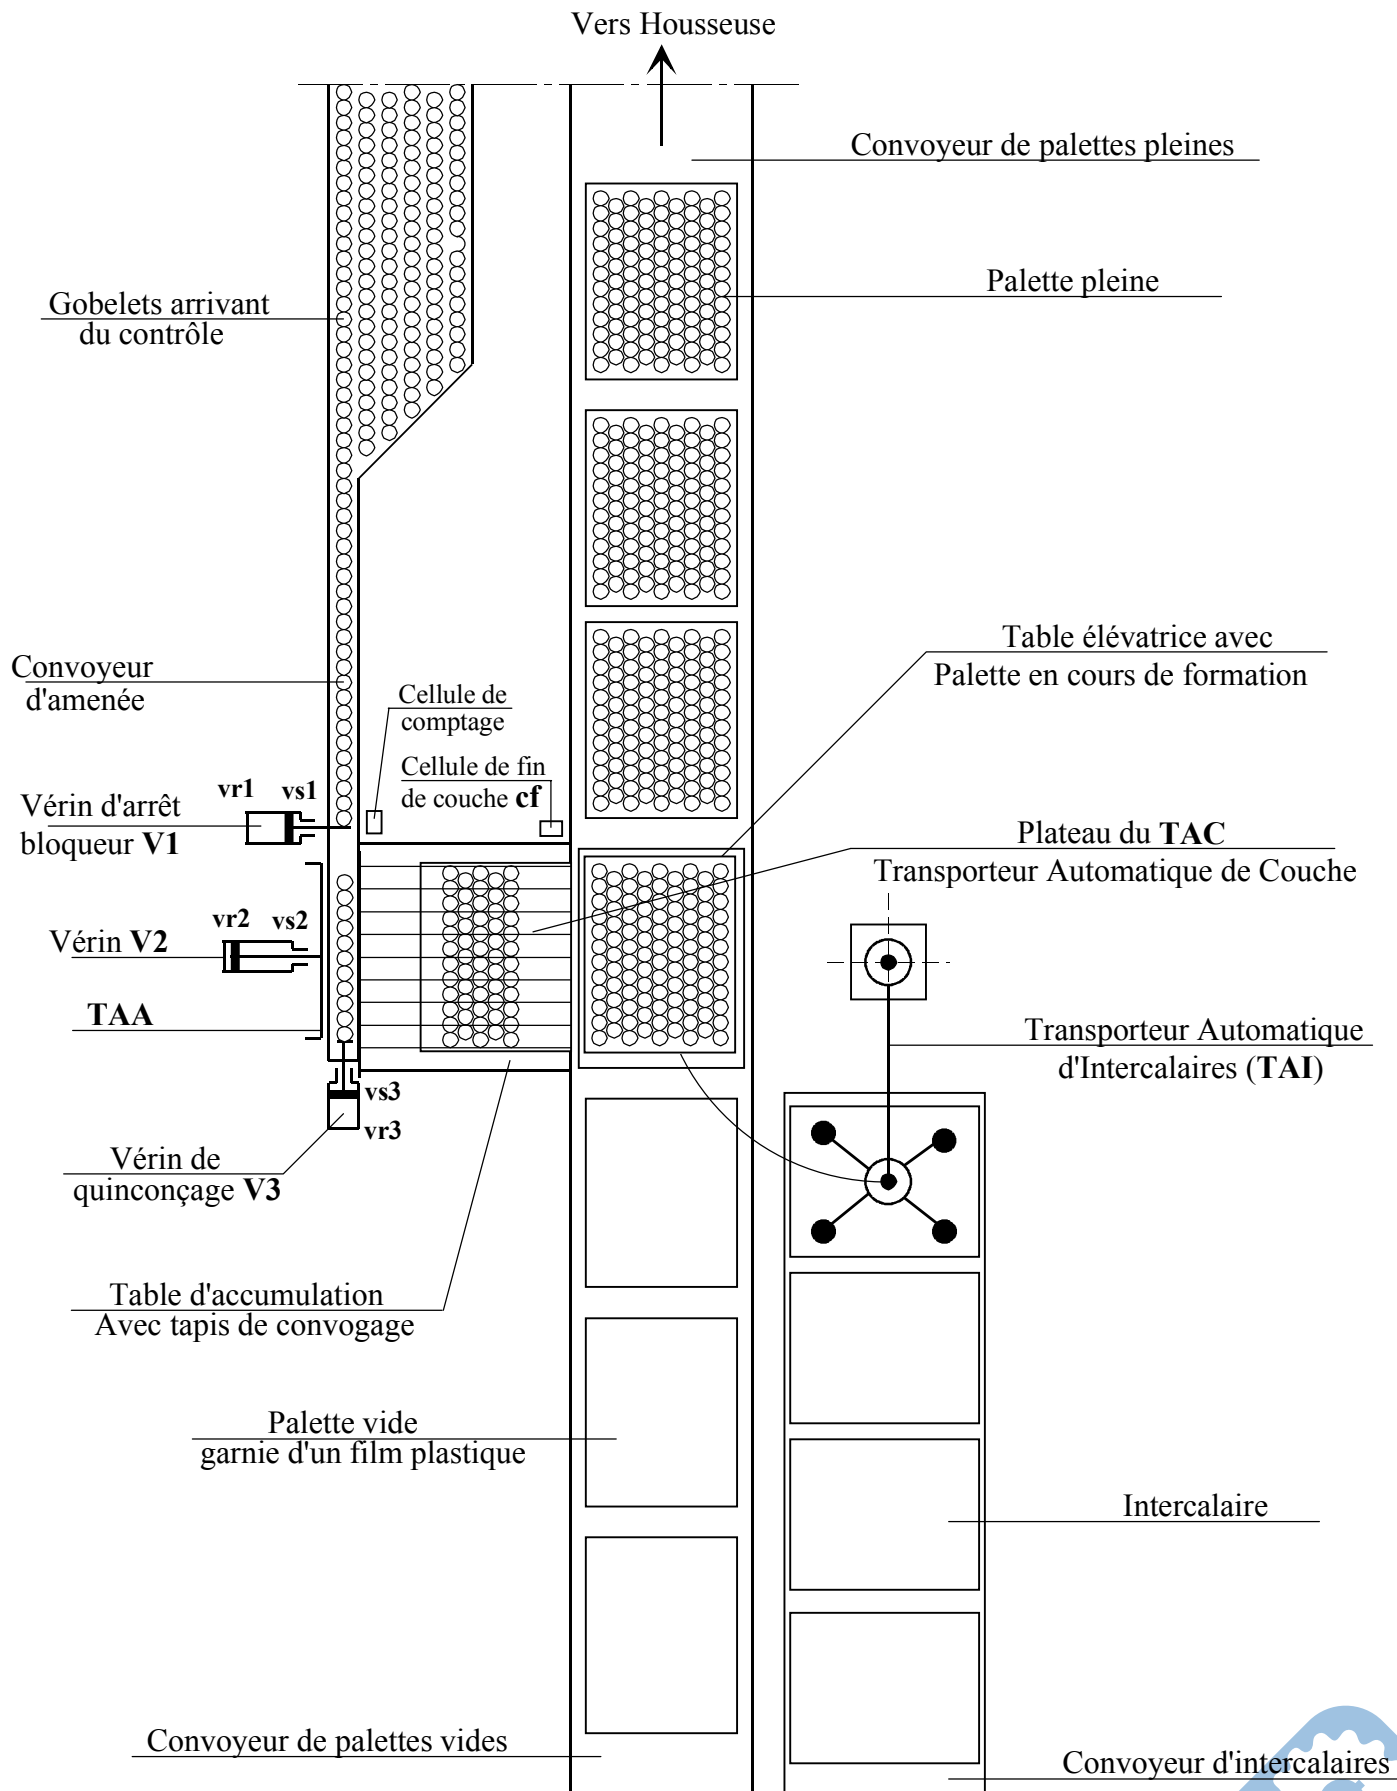 Vers Housseuse
Convoyeur de palettes pleines
Palette pleine
Gobelets arrivant
du contrôle
Table élévatrice avec
Palette en cours de formation
Convoyeur
d'amenée
Cellule de
comptage
Cellule de fin
de couche cf
vr1 vs1
Vérin d'arrêt
bloqueur V1
Plateau du TAC
Transporteur Automatique de Couche
vr2 vs2
Vérin V2
TAA
Transporteur Automatique
d'Intercalaires (TAI)
vs3
vr3
Vérin de
quinconçage V3
Table d'accumulation
Avec tapis de convogage
Palette vide
garnie d'un film plastique
Intercalaire
Convoyeur de palettes vides
Convoyeur d'intercalaires